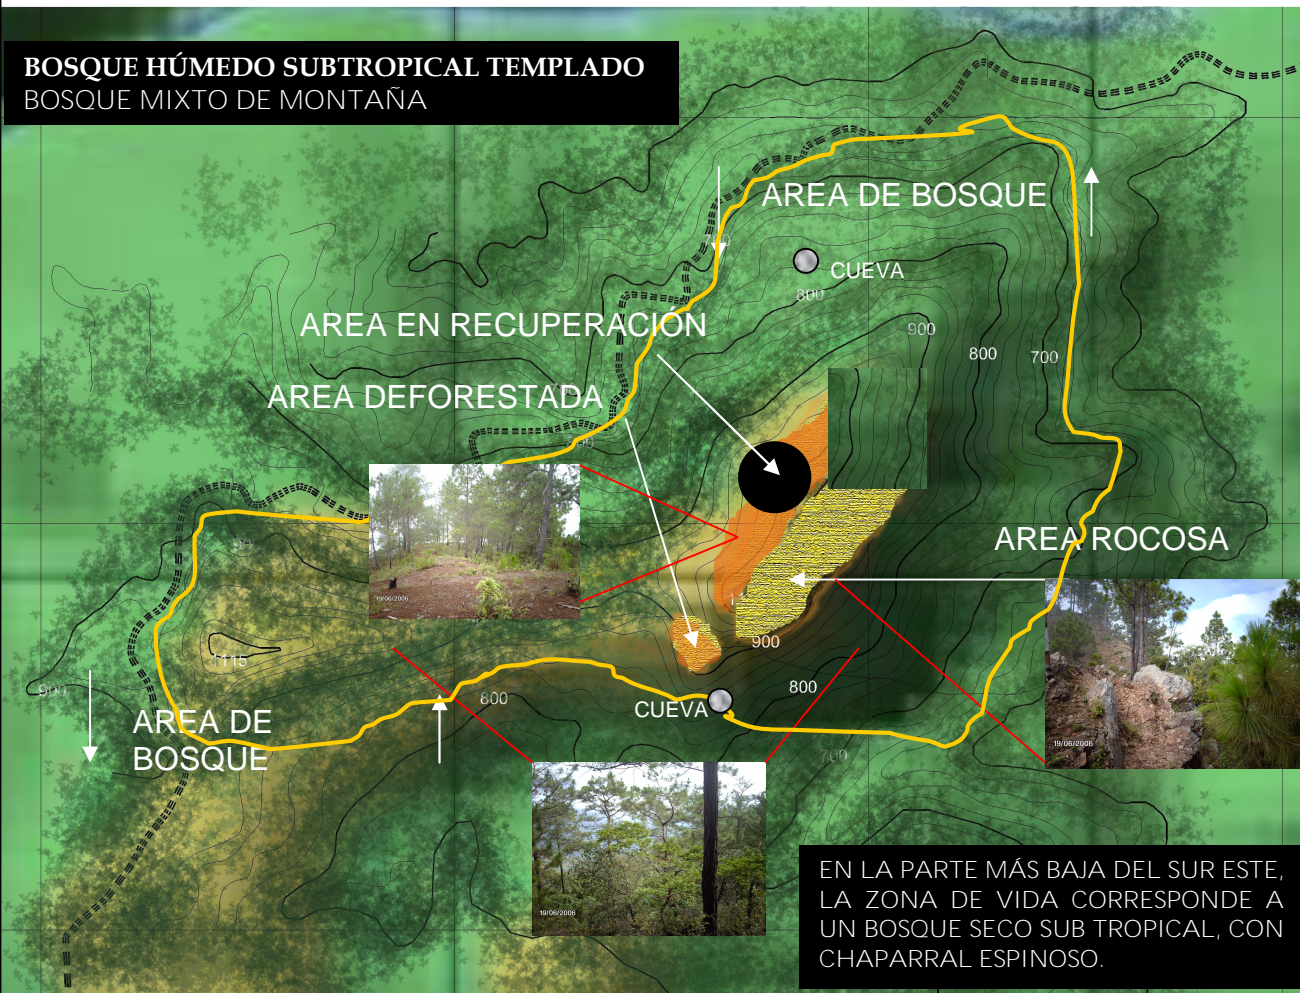 BOSQUE HÚMEDO SUBTROPICAL TEMPLADO
BOSQUE MIXTO DE MONTAÑA
AREA DE BOSQUE
CUEVA
800
AREA EN RECUPERACIÓN
900
800
700
AREA DEFORESTADA
AREA ROCOSA
19/06/2006
900
1115
900
800
800
CUEVA
AREA DE
BOSQUE
700
19/06/2006
19/06/2006
EN LA PARTE MÁS BAJA DEL SUR ESTE,
LA ZONA DE VIDA CORRESPONDE A
UN BOSQUE SECO SUB TROPICAL, CON
CHAPARRAL ESPINOSO.